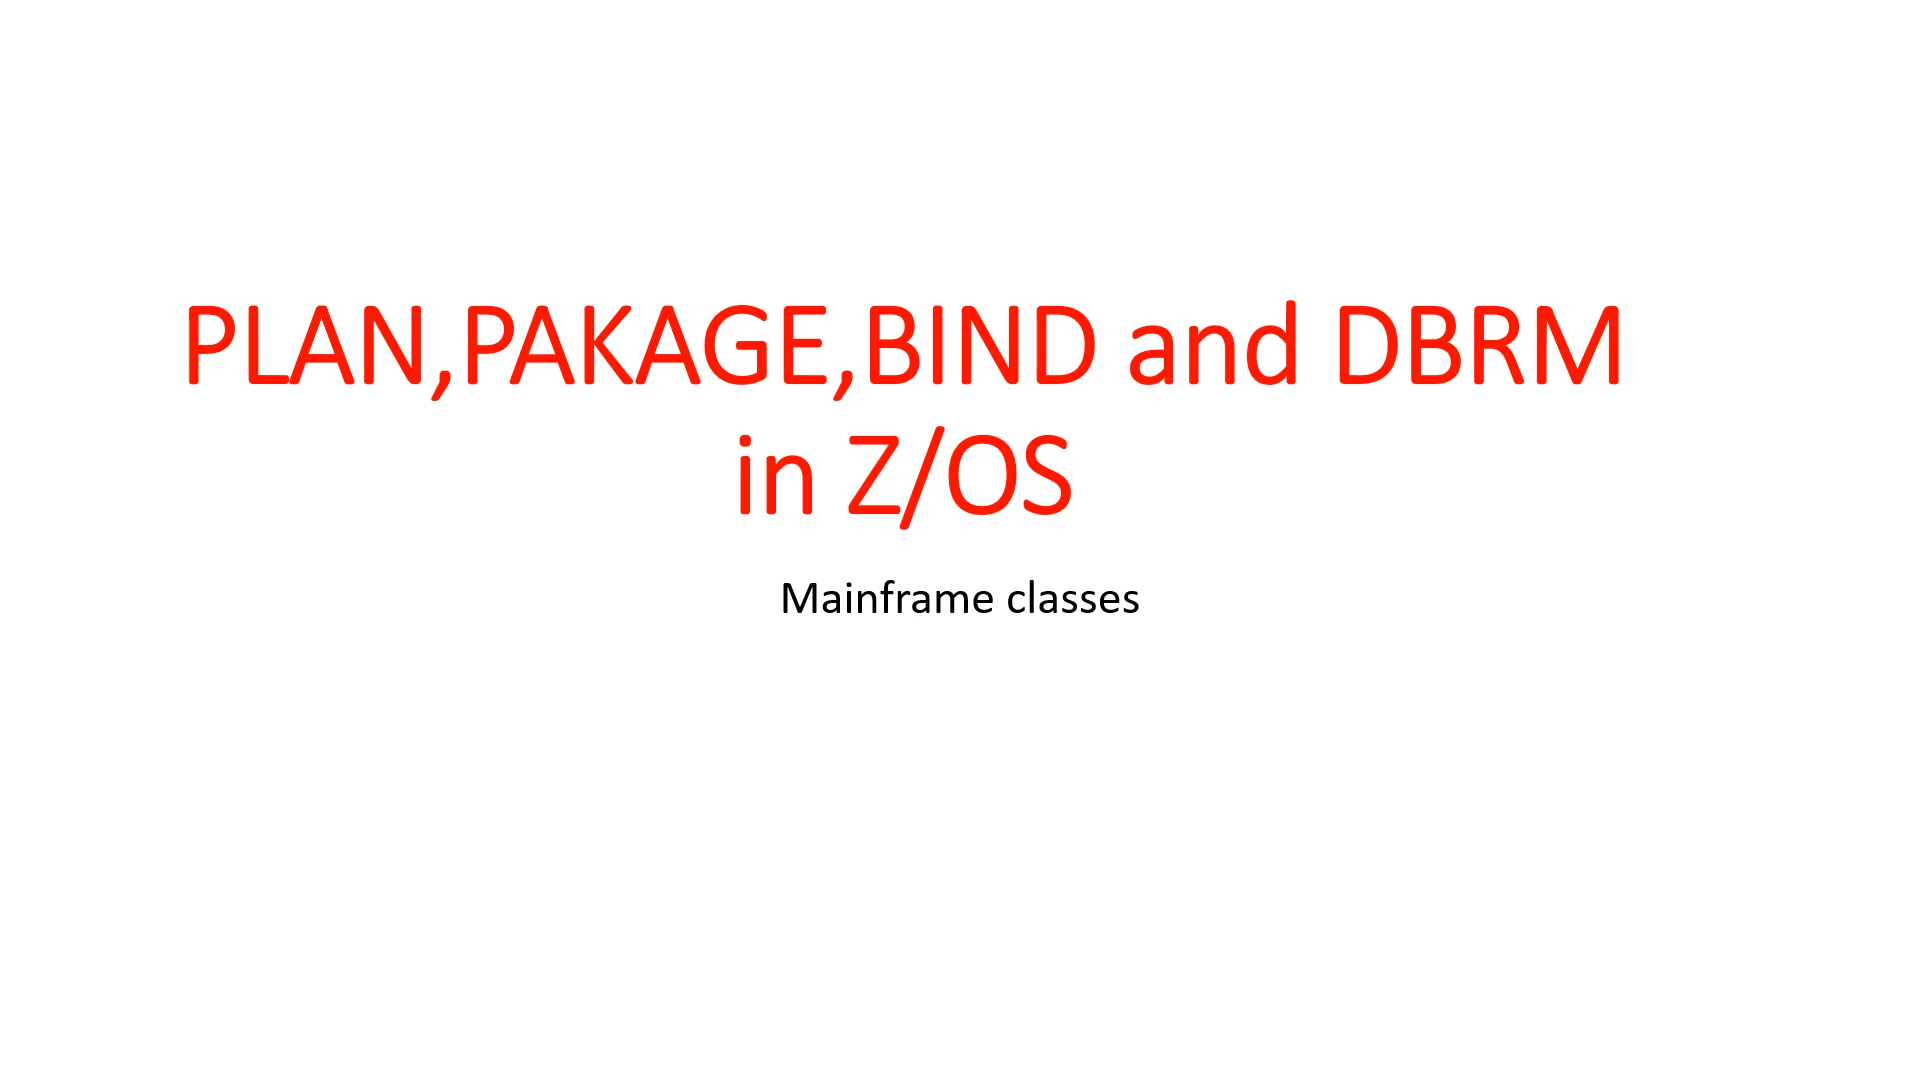 PLAN,PAKAGE,BIND and DBRM
in Z/OS
Mainframe classes